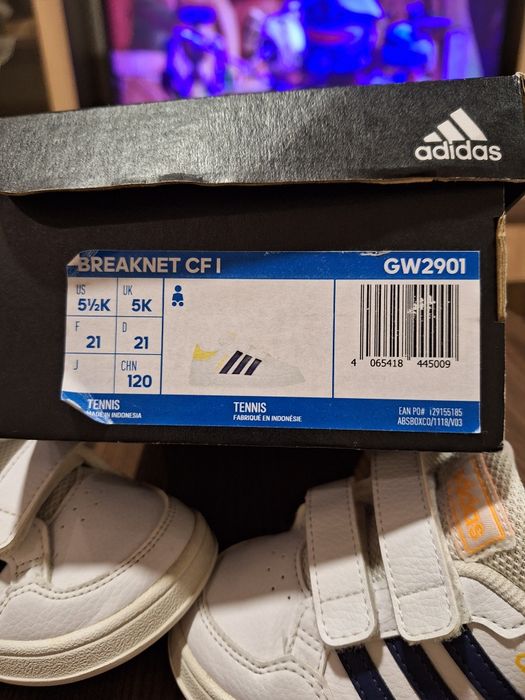 adidas
BREAKNET CF I GW2901
US UK
5½K 5K
F D
21 21
J CHN
120
4 065418 445009
TENNIS TENNIS
MADE IN INDONESIA FABRIQUÉ EN INDONÉSIE
EAN PO# i29155185
ABSBOXCO/1118/V03